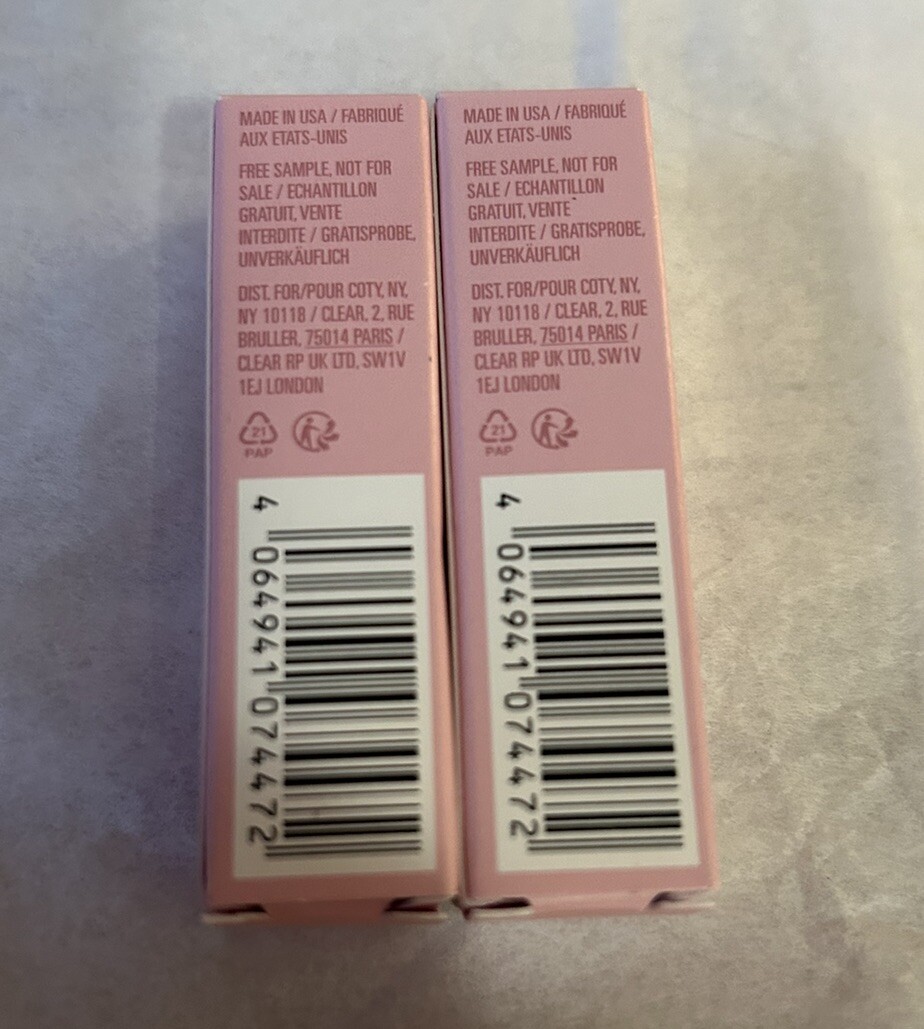 MADE IN USA / FABRIQUÉ
AUX ETATS-UNIS
FREE SAMPLE, NOT FOR
SALE / ECHANTILLON
GRATUIT, VENTE
INTERDITE / GRATISPROBE,
UNVERKÄUFLICH
DIST. FOR/POUR COTY, NY,
NY 10118 / CLEAR, 2, RUE
BRULLER, 75014 PARIS /
CLEAR RP UK LTD, SW1V
1EJ LONDON
21
PAP
4 064941 074472
MADE IN USA / FABRIQUÉ
AUX ETATS-UNIS
FREE SAMPLE, NOT FOR
SALE / ECHANTILLON
GRATUIT, VENTE
INTERDITE / GRATISPROBE,
UNVERKÄUFLICH
DIST. FOR/POUR COTY, NY,
NY 10118 / CLEAR, 2, RUE
BRULLER, 75014 PARIS /
CLEAR RP UK LTD, SW1V
1EJ LONDON
21
PAP
4 064941 074472